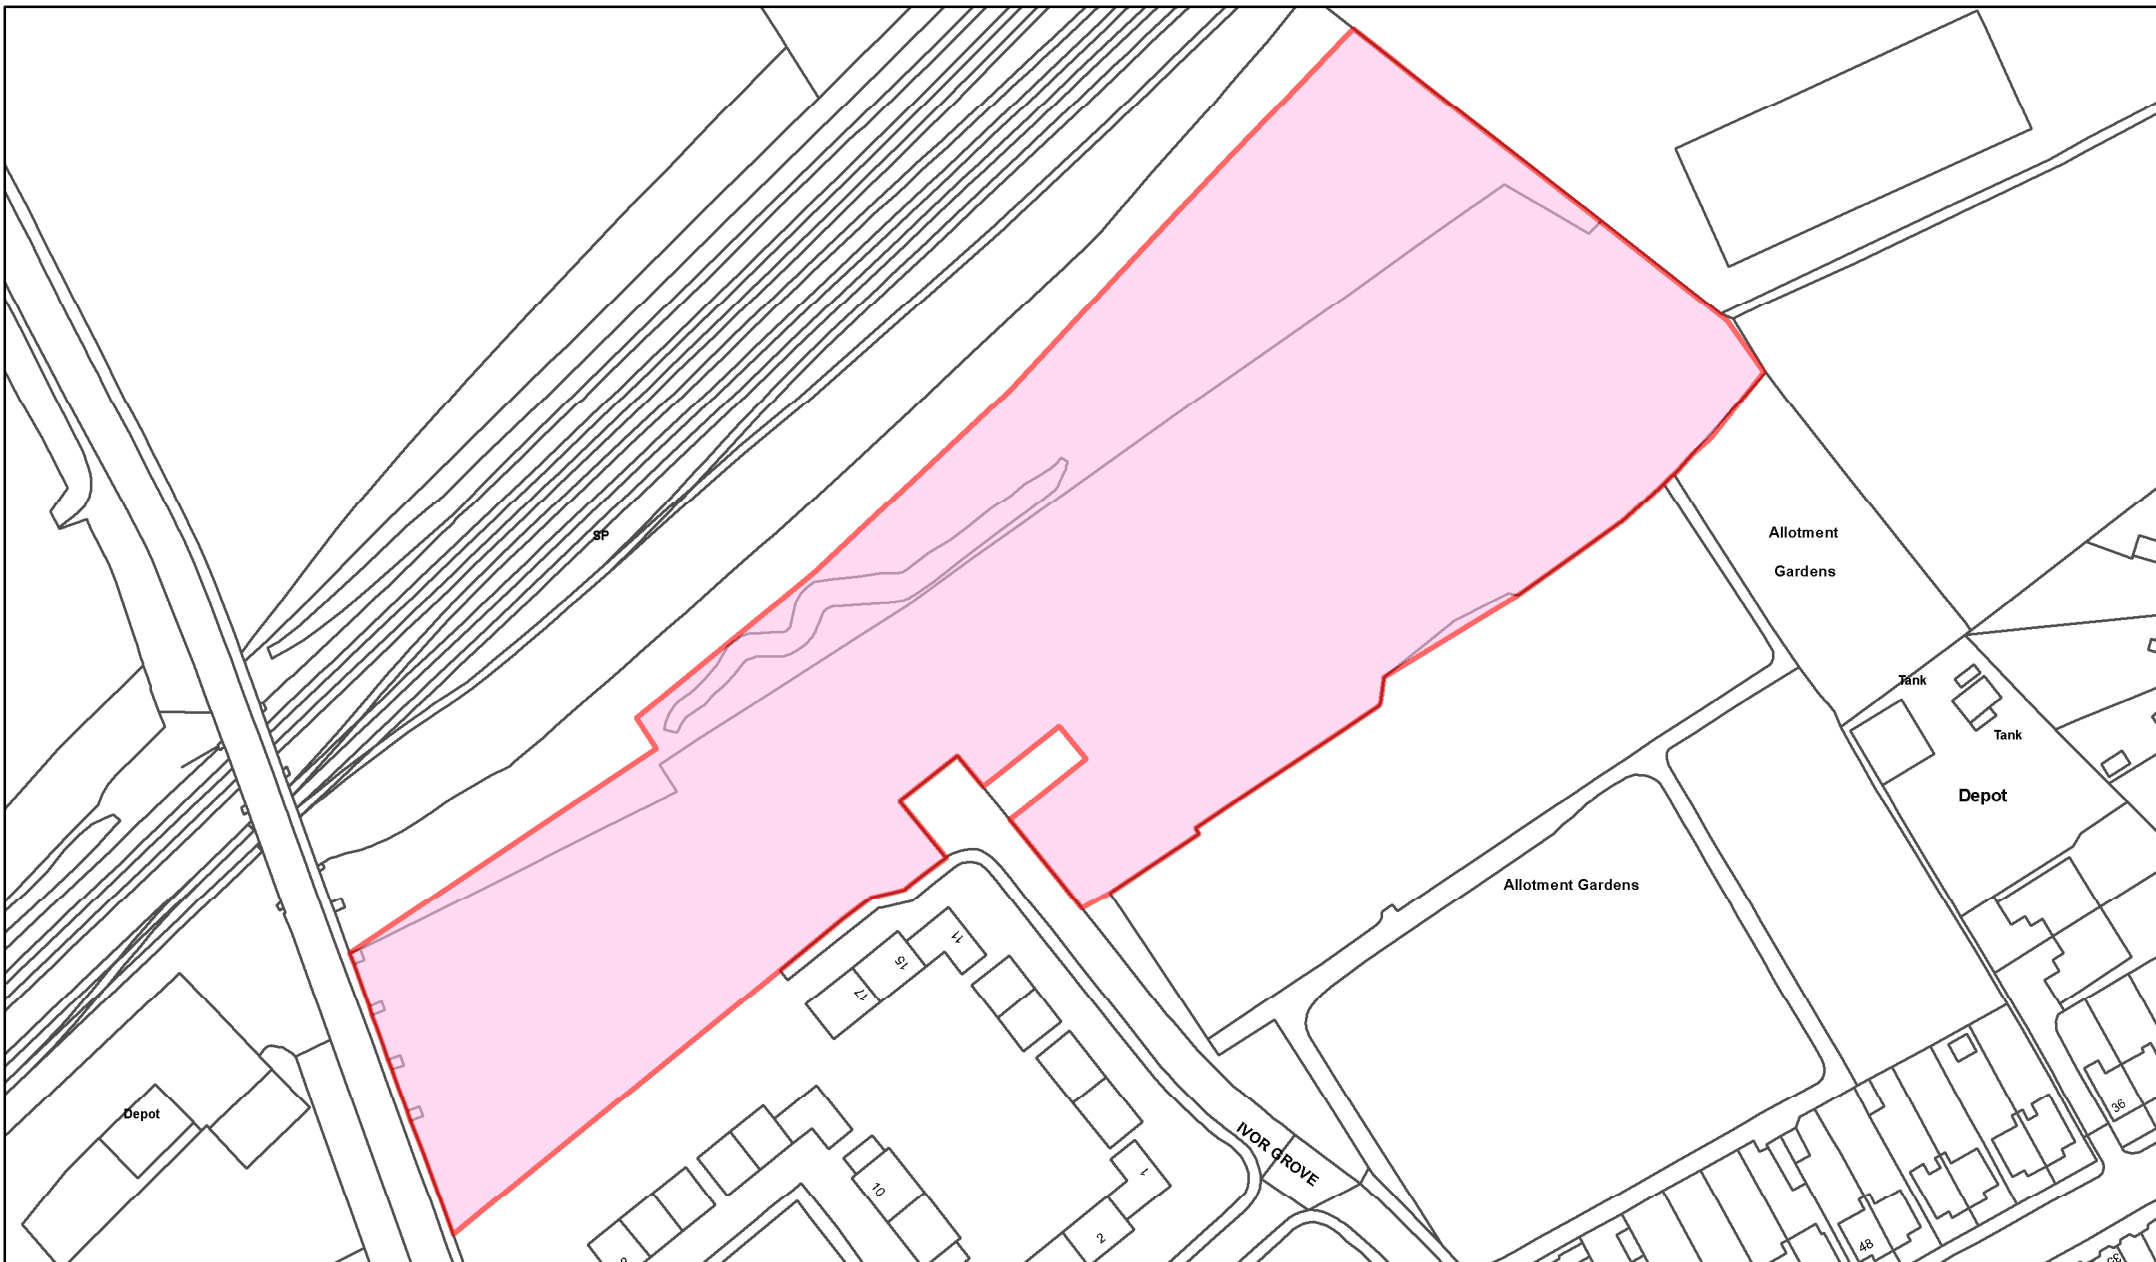 SP
Allotment
Gardens
Tank
Tank
Depot
Allotment Gardens
11
15
17
Depot
IVOR GROVE
1
10
2
36
48